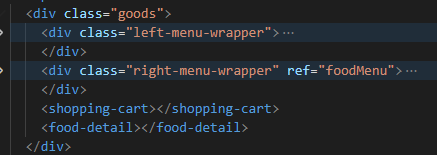 <div class="goods">
<div class="left-menu-wrapper">…
</div>
<div class="right-menu-wrapper" ref="foodMenu">…
</div>
<shopping-cart></shopping-cart>
<food-detail></food-detail>
</div>